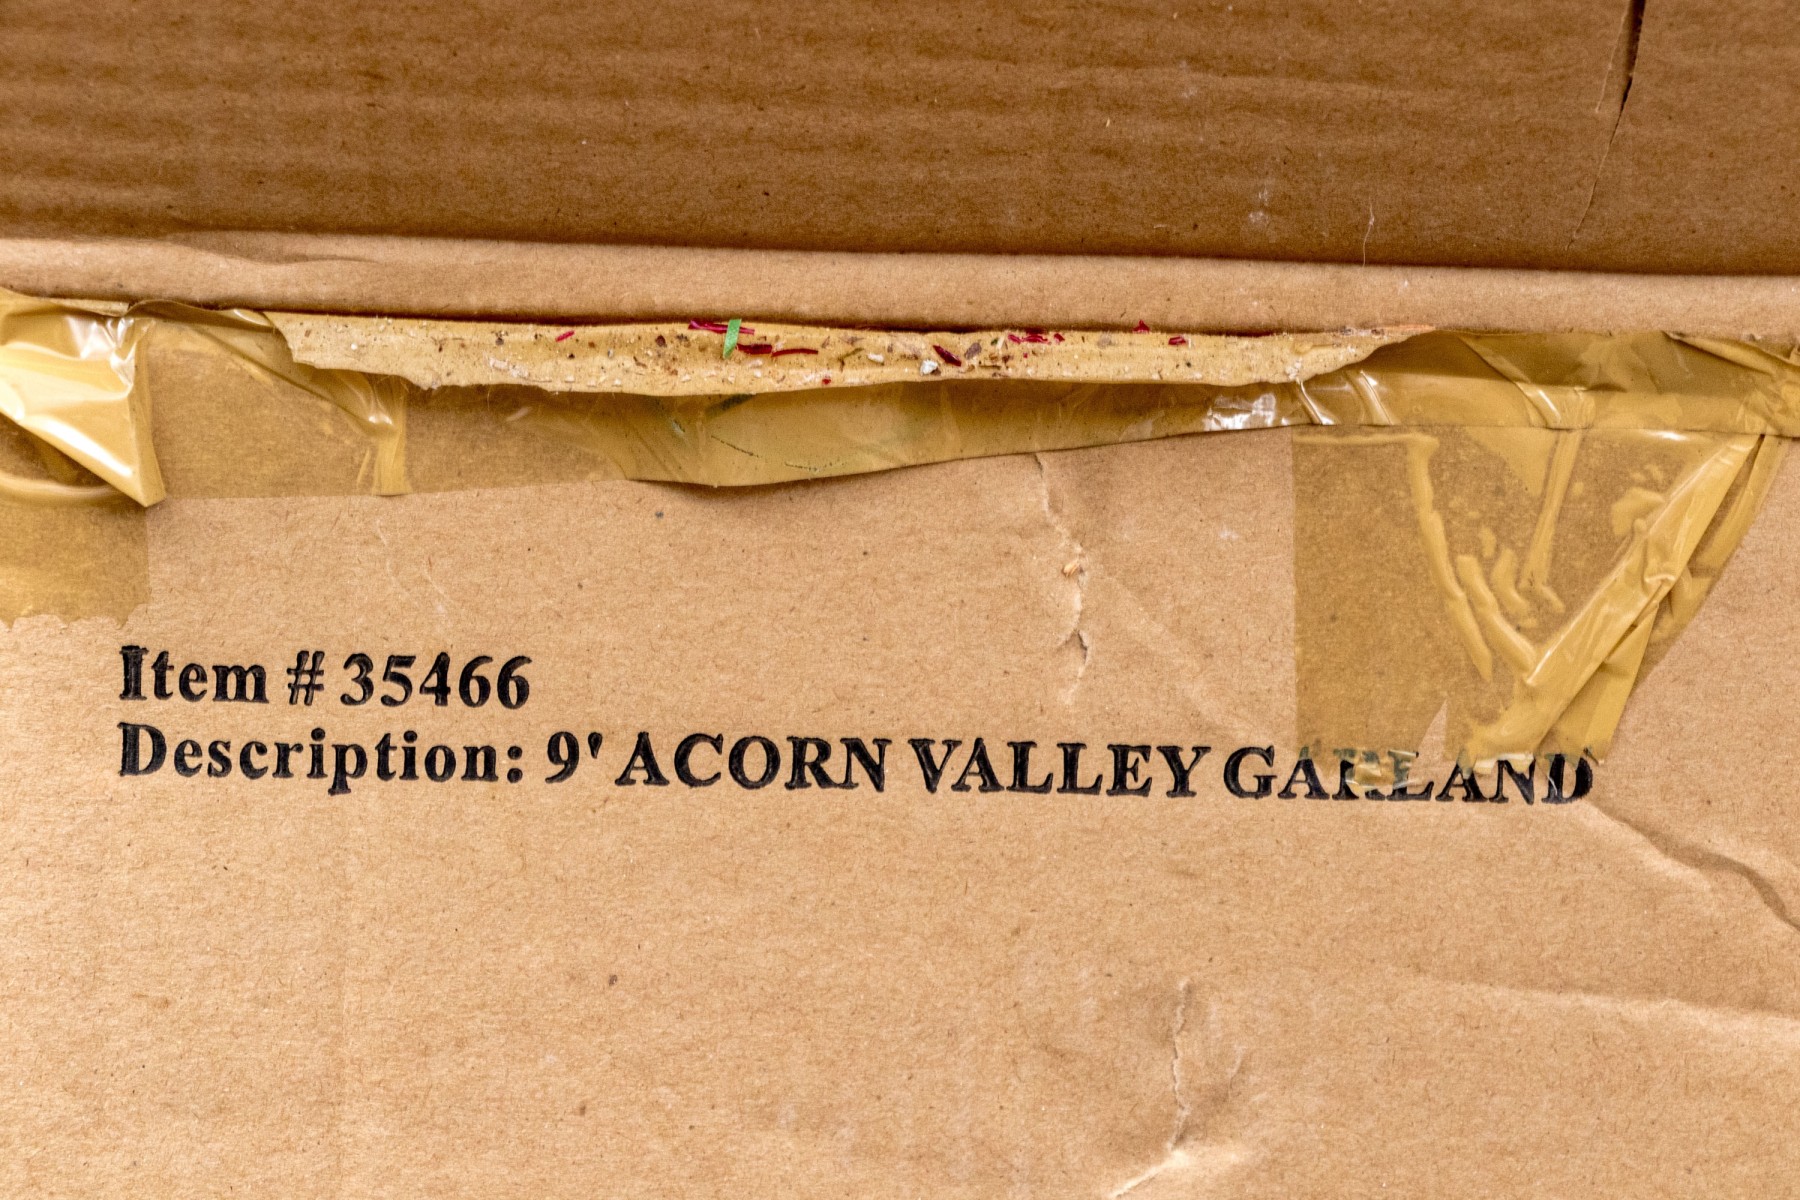 Item # 35466
Description: 9' ACORN VALLEY GARLAND